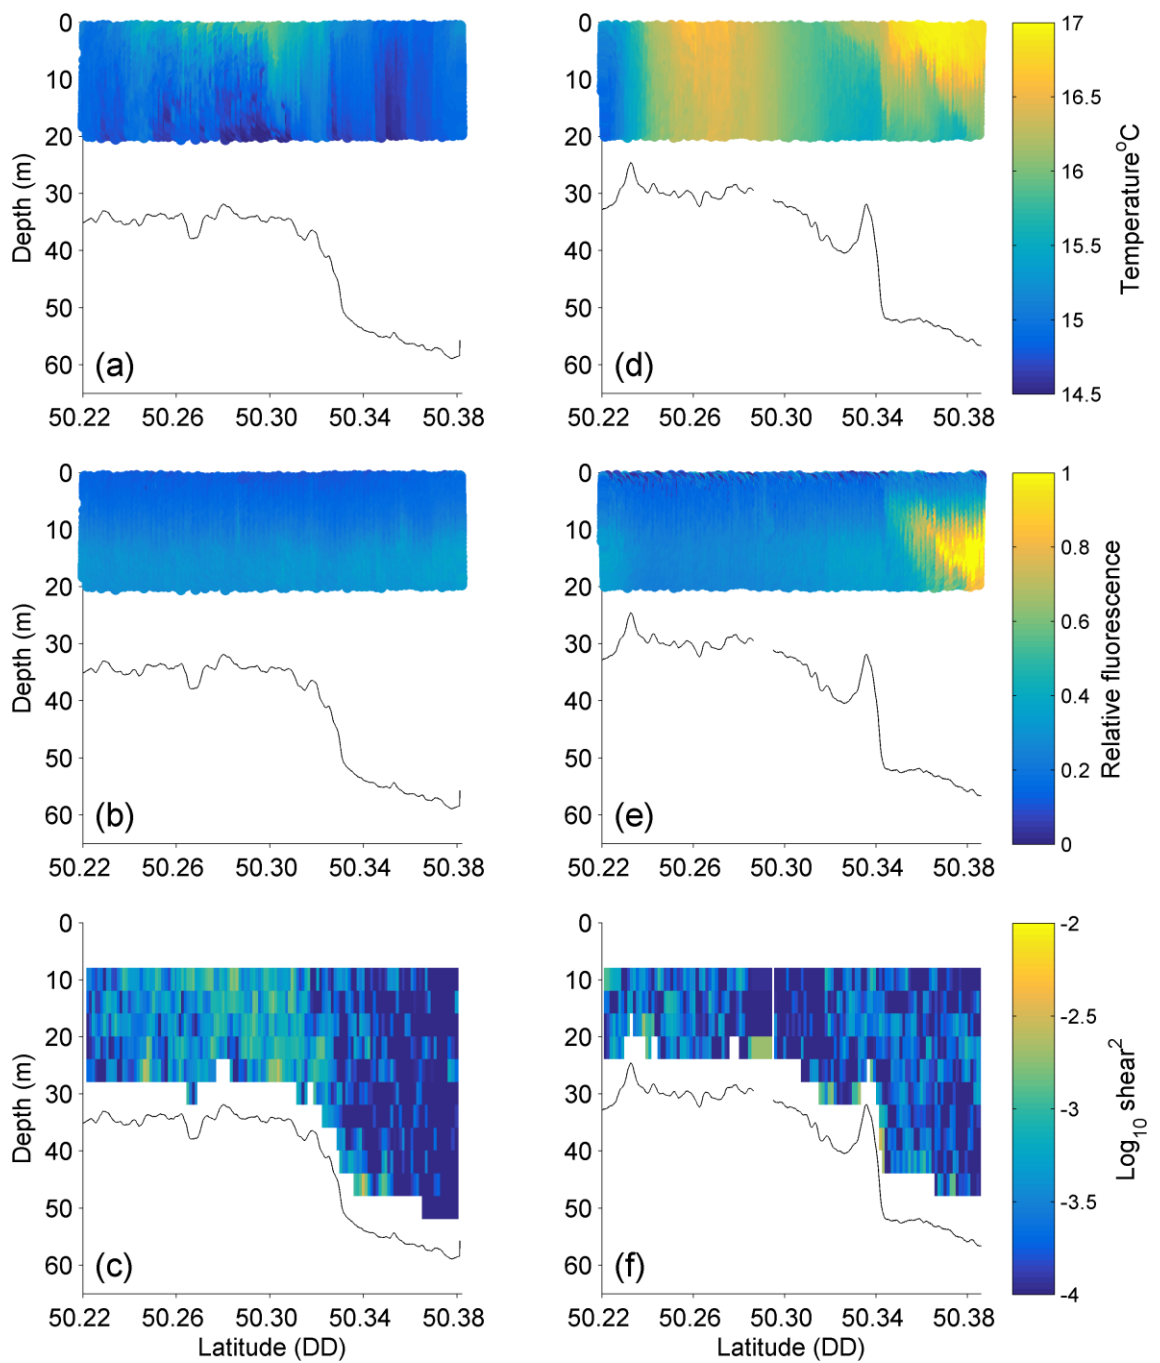 0
10
20
30
40
50
60
Depth (m)
(a)
50.22 50.26 50.30 50.34 50.38
(d)
50.22 50.26 50.30 50.34 50.38
17
16.5
16
15.5
15
14.5
Temperature°C
0
10
20
30
40
50
60
Depth (m)
(b)
50.22 50.26 50.30 50.34 50.38
0
10
20
30
40
50
60
(e)
50.22 50.26 50.30 50.34 50.38
1
0.8
0.6
0.4
0.2
0
Relative fluorescence
0
10
20
30
40
50
60
Depth (m)
(c)
50.22 50.26 50.30 50.34 50.38
Latitude (DD)
0
10
20
30
40
50
60
(f)
50.22 50.26 50.30 50.34 50.38
Latitude (DD)
-2
-2.5
-3
-3.5
-4
Log10 shear2
0
10
20
30
40
50
60